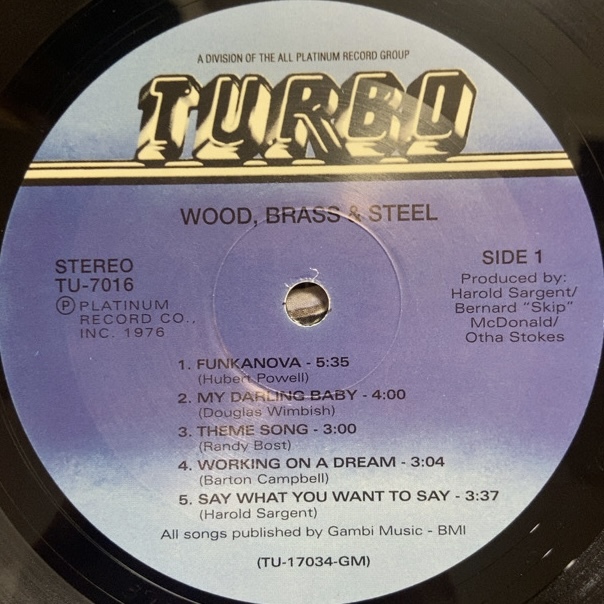 A DIVISION OF THE ALL PLATINUM RECORD GROUP
TURBO
WOOD, BRASS & STEEL
STEREO
TU-7016
Ⓟ PLATINUM
RECORD CO.,
INC. 1976
SIDE 1
Produced by:
Harold Sargent/
Bernard "Skip"
McDonald/
Otha Stokes
1. FUNKANOVA - 5:35
(Hubert Powell)
2. MY DARLING BABY - 4:00
(Douglas Wimbish)
3. THEME SONG - 3:00
(Randy Bost)
4. WORKING ON A DREAM - 3:04
(Barton Campbell)
5. SAY WHAT YOU WANT TO SAY - 3:37
(Harold Sargent)
All songs published by Gambi Music - BMI
(TU-17034-GM)